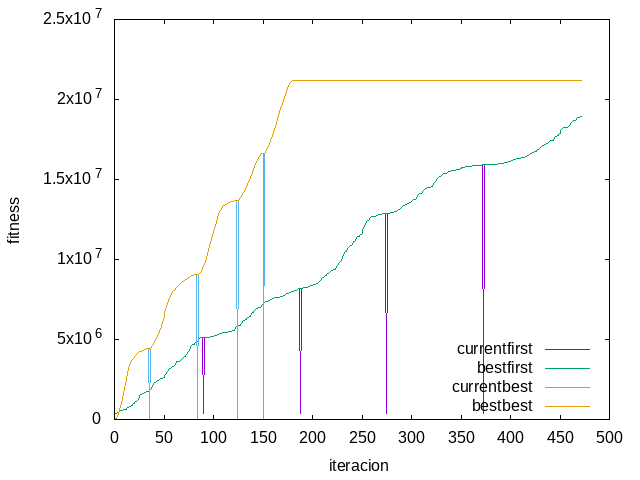 2.5x10^7
2x10^7
1.5x10^7
1x10^7
5x10^6
0
fitness
currentfirst
bestfirst
currentbest
bestbest
0 50 100 150 200 250 300 350 400 450 500
iteracion